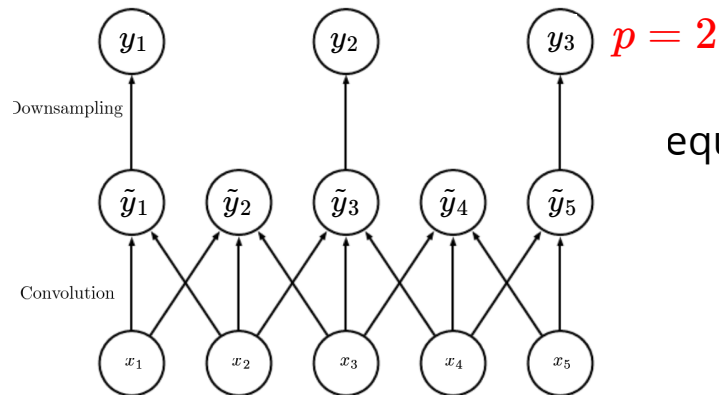 y₁ y₂ y₃ p = 2
Downsampling
equ
ỹ₁ ỹ₂ ỹ₃ ỹ₄ ỹ₅
Convolution
x₁ x₂ x₃ x₄ x₅